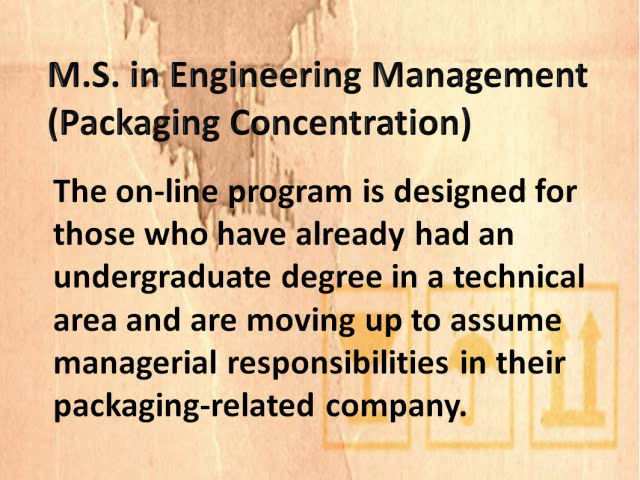 M.S. in Engineering Management
(Packaging Concentration)
The on-line program is designed for
those who have already had an
undergraduate degree in a technical
area and are moving up to assume
managerial responsibilities in their
packaging-related company.